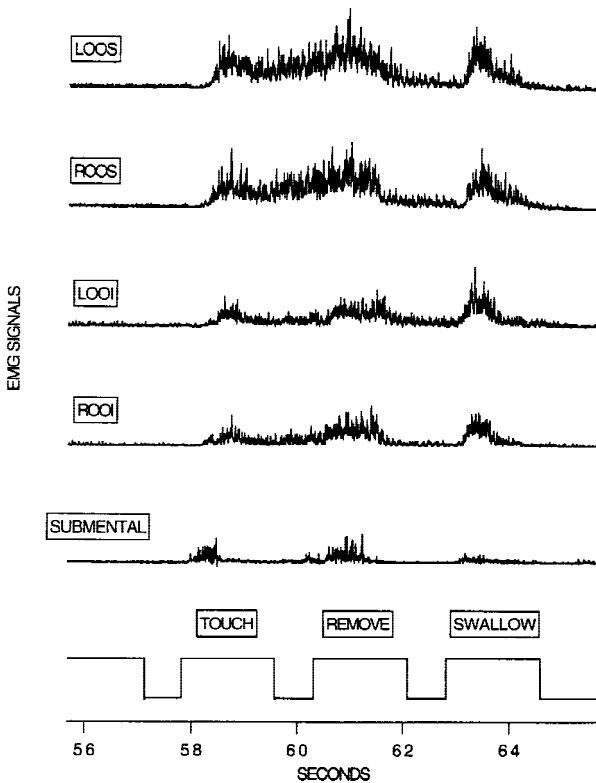 LOOS
ROOS
LOOI
EMG SIGNALS
ROOI
SUBMENTAL
TOUCH REMOVE SWALLOW
56 58 60 62 64
SECONDS